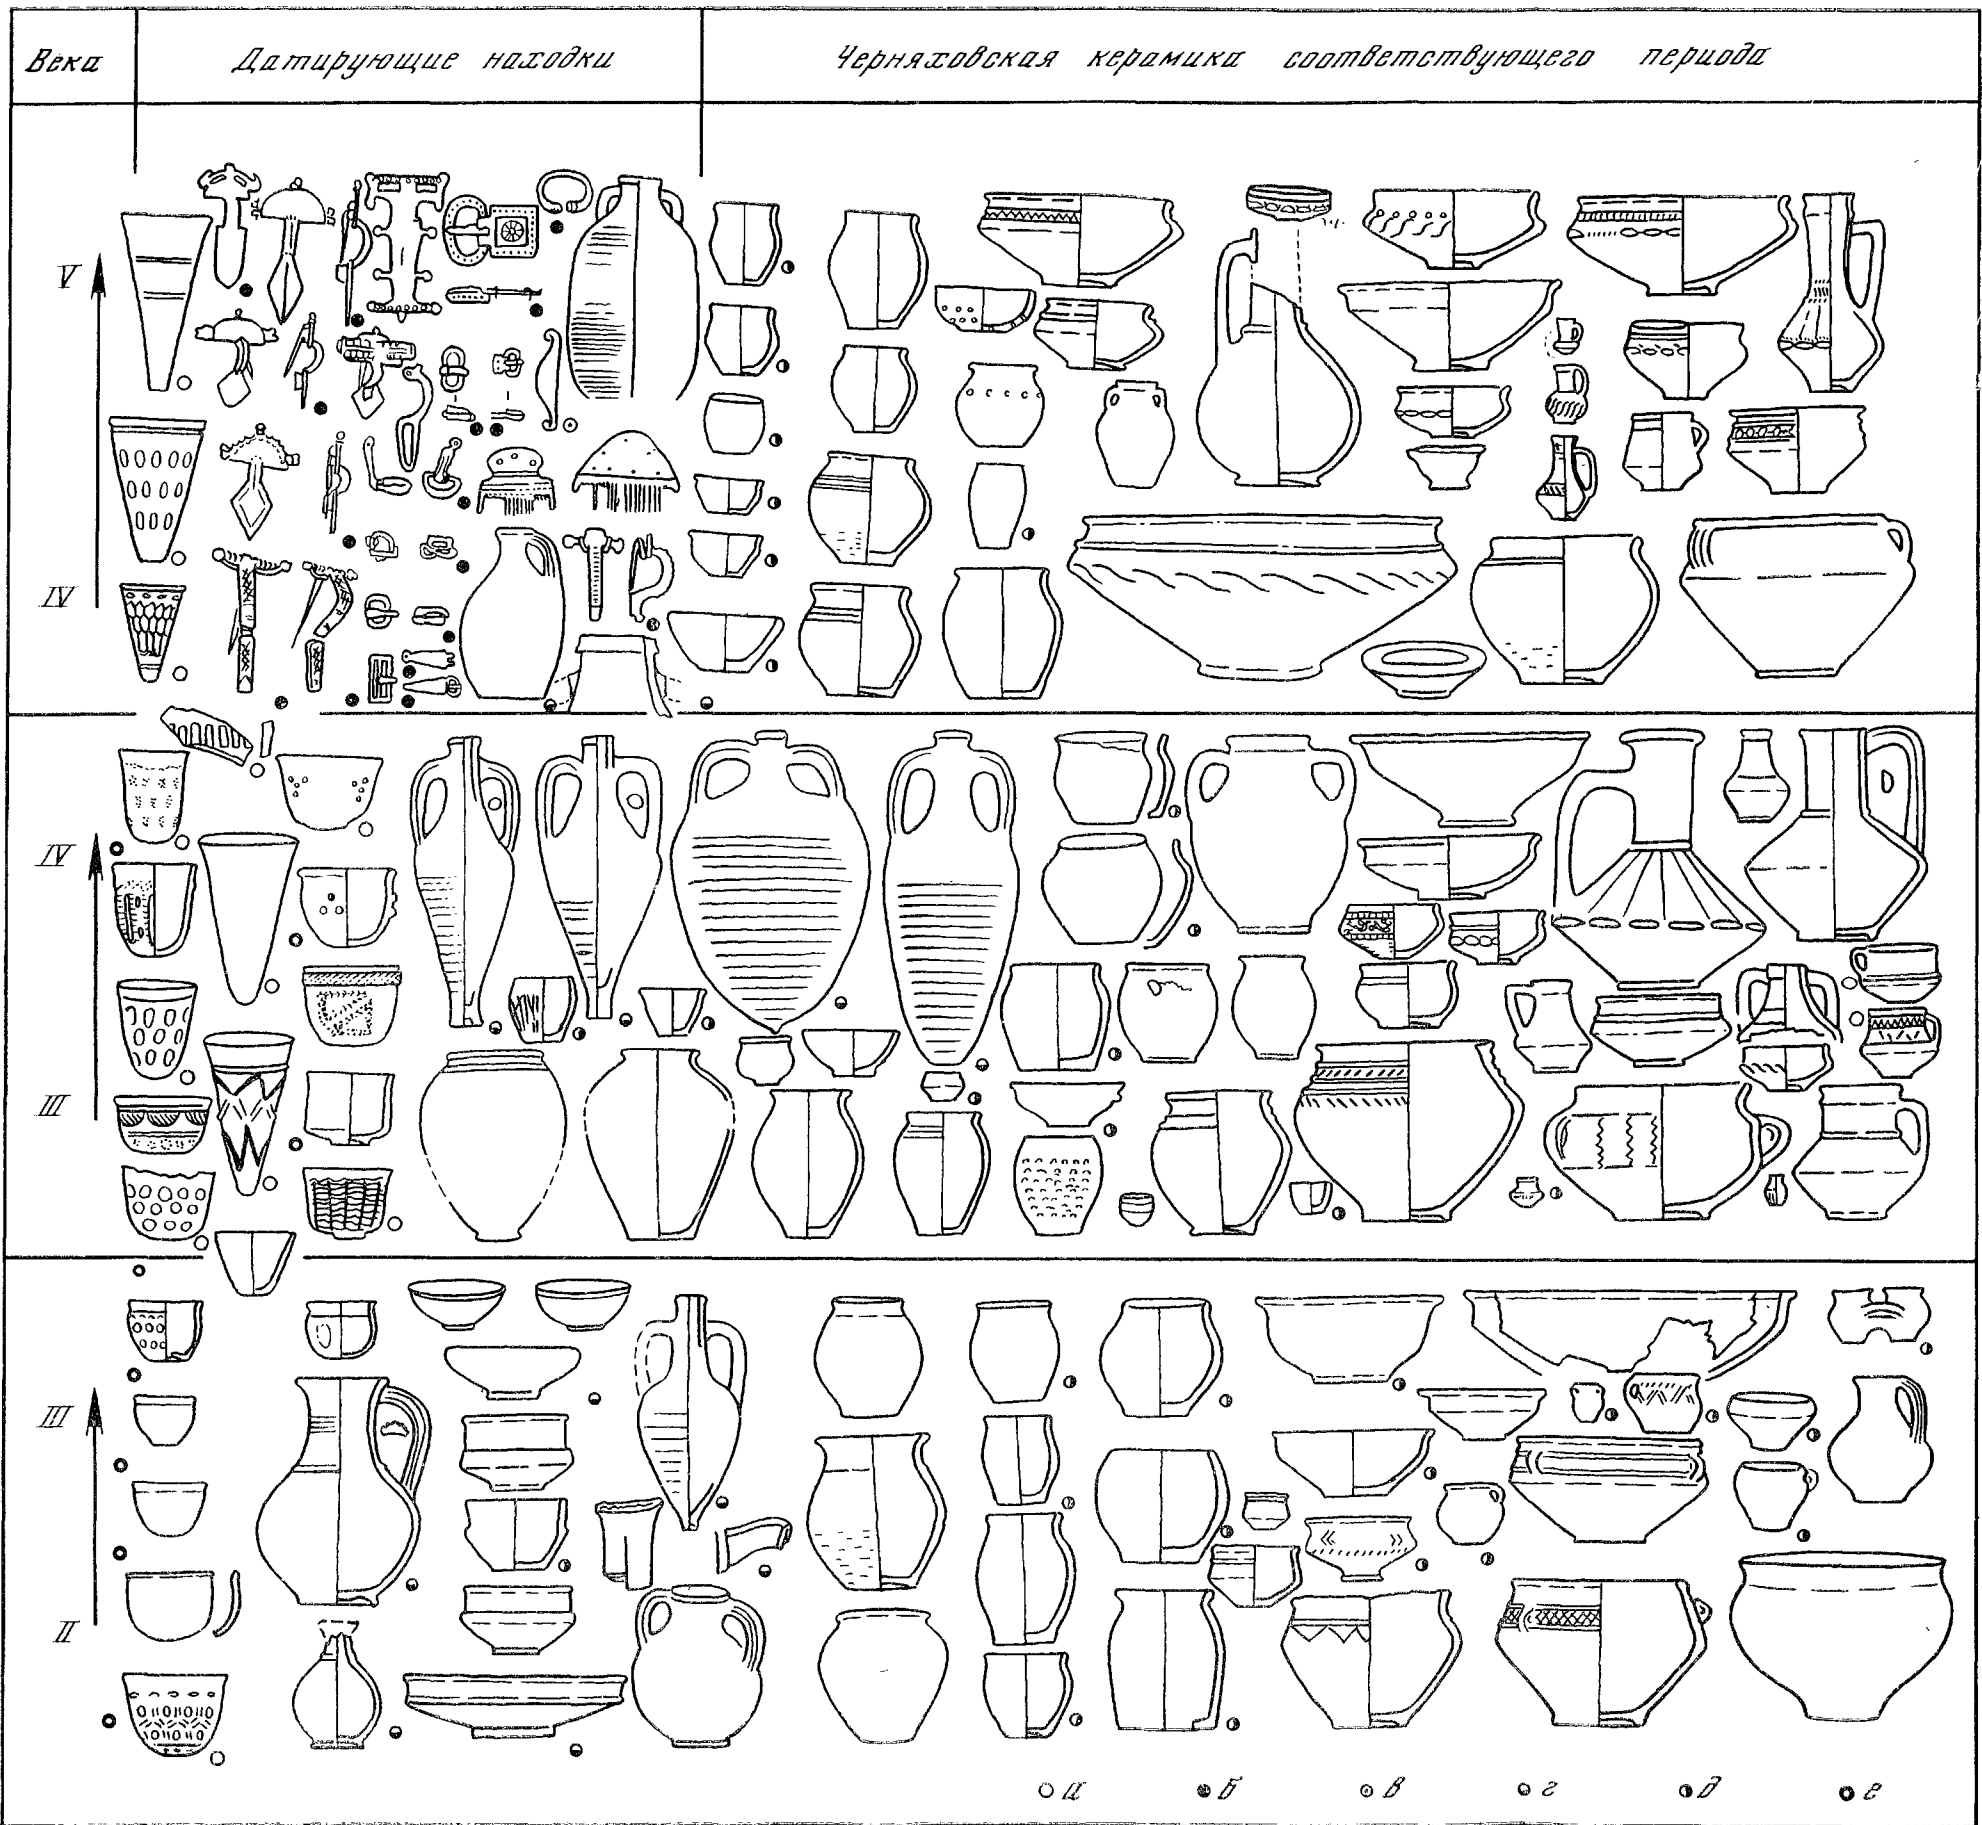 Века
Датирующие находки
Черняховская керамика соответствующего периода
V
IV
IV
III
III
II
а б в г д е